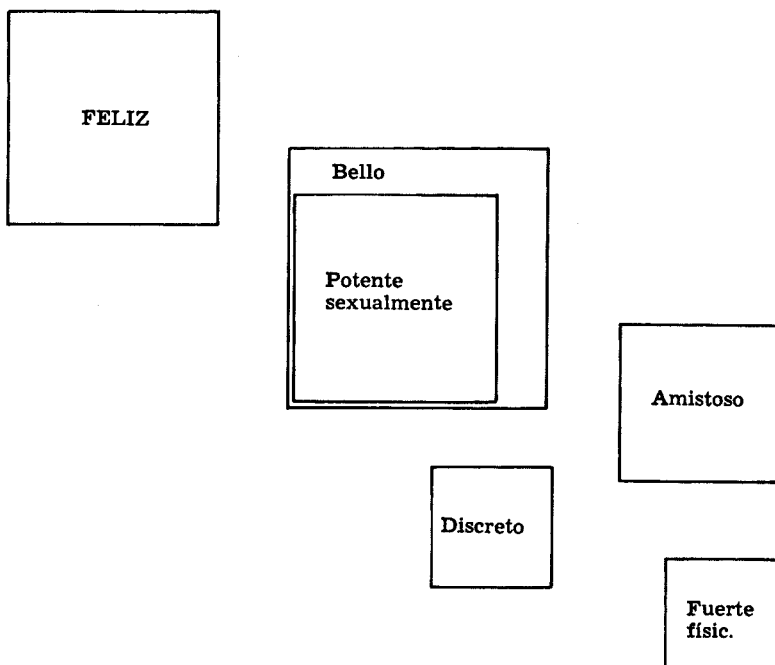 FELIZ
Bello
Potente
sexualmente
Amistoso
Discreto
Fuerte
físic.